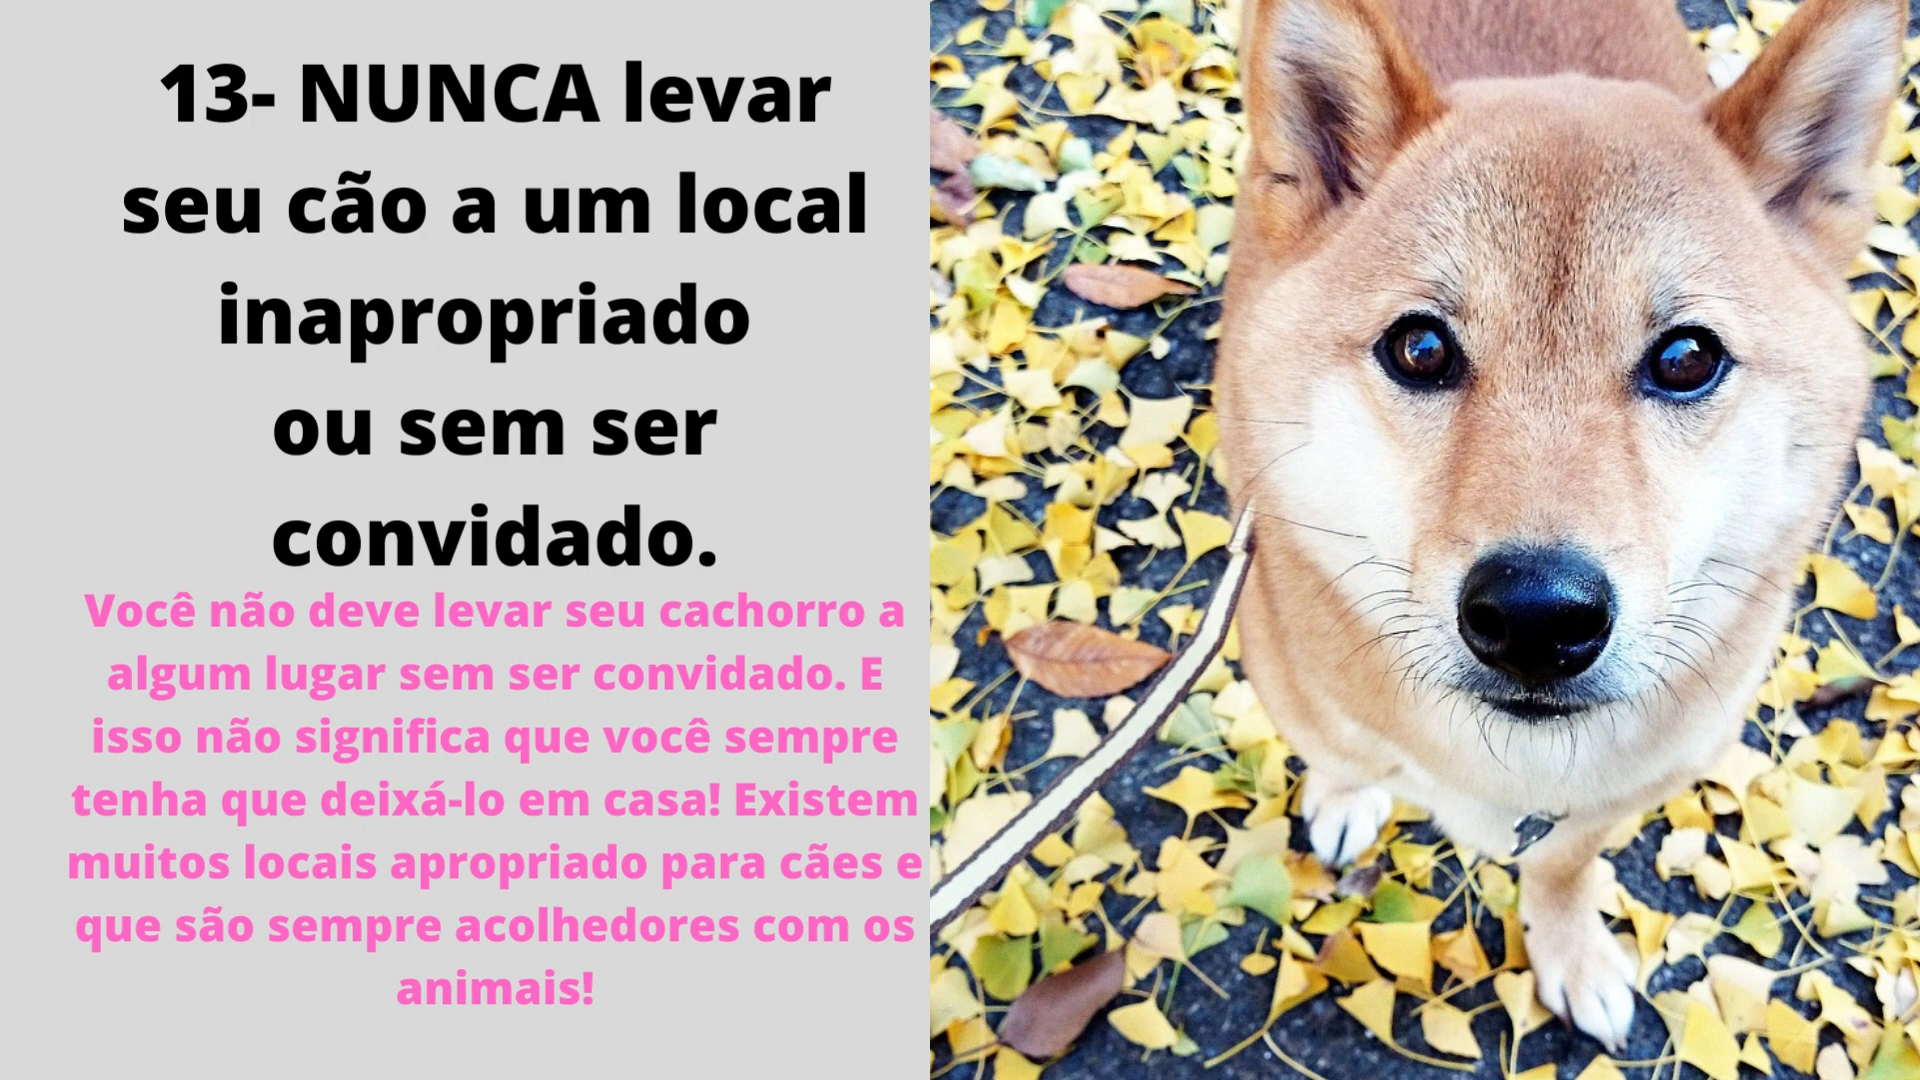 13- NUNCA levar
seu cão a um local
inapropriado
ou sem ser
convidado.
Você não deve levar seu cachorro a
algum lugar sem ser convidado. E
isso não significa que você sempre
tenha que deixá-lo em casa! Existem
muitos locais apropriado para cães e
que são sempre acolhedores com os
animais!